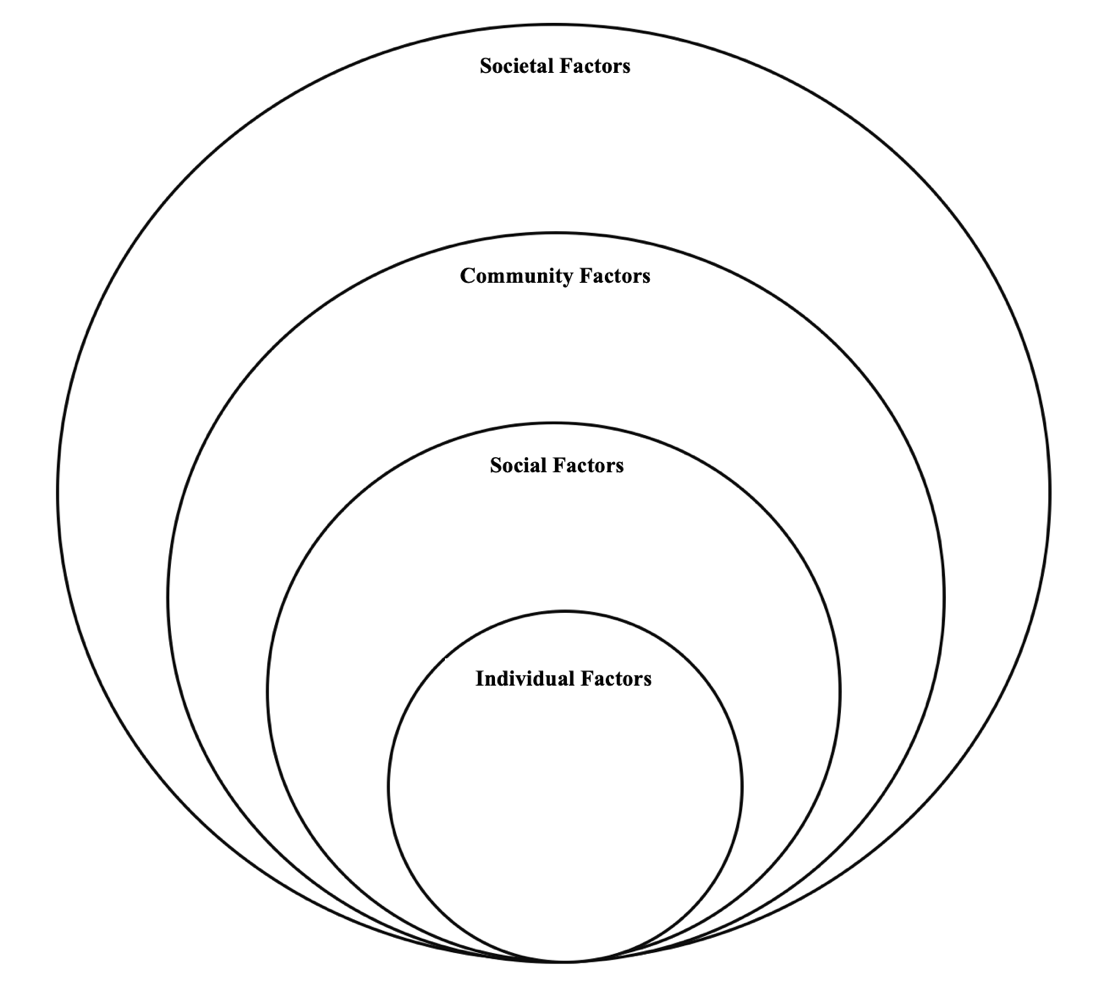 Societal Factors
Community Factors
Social Factors
Individual Factors